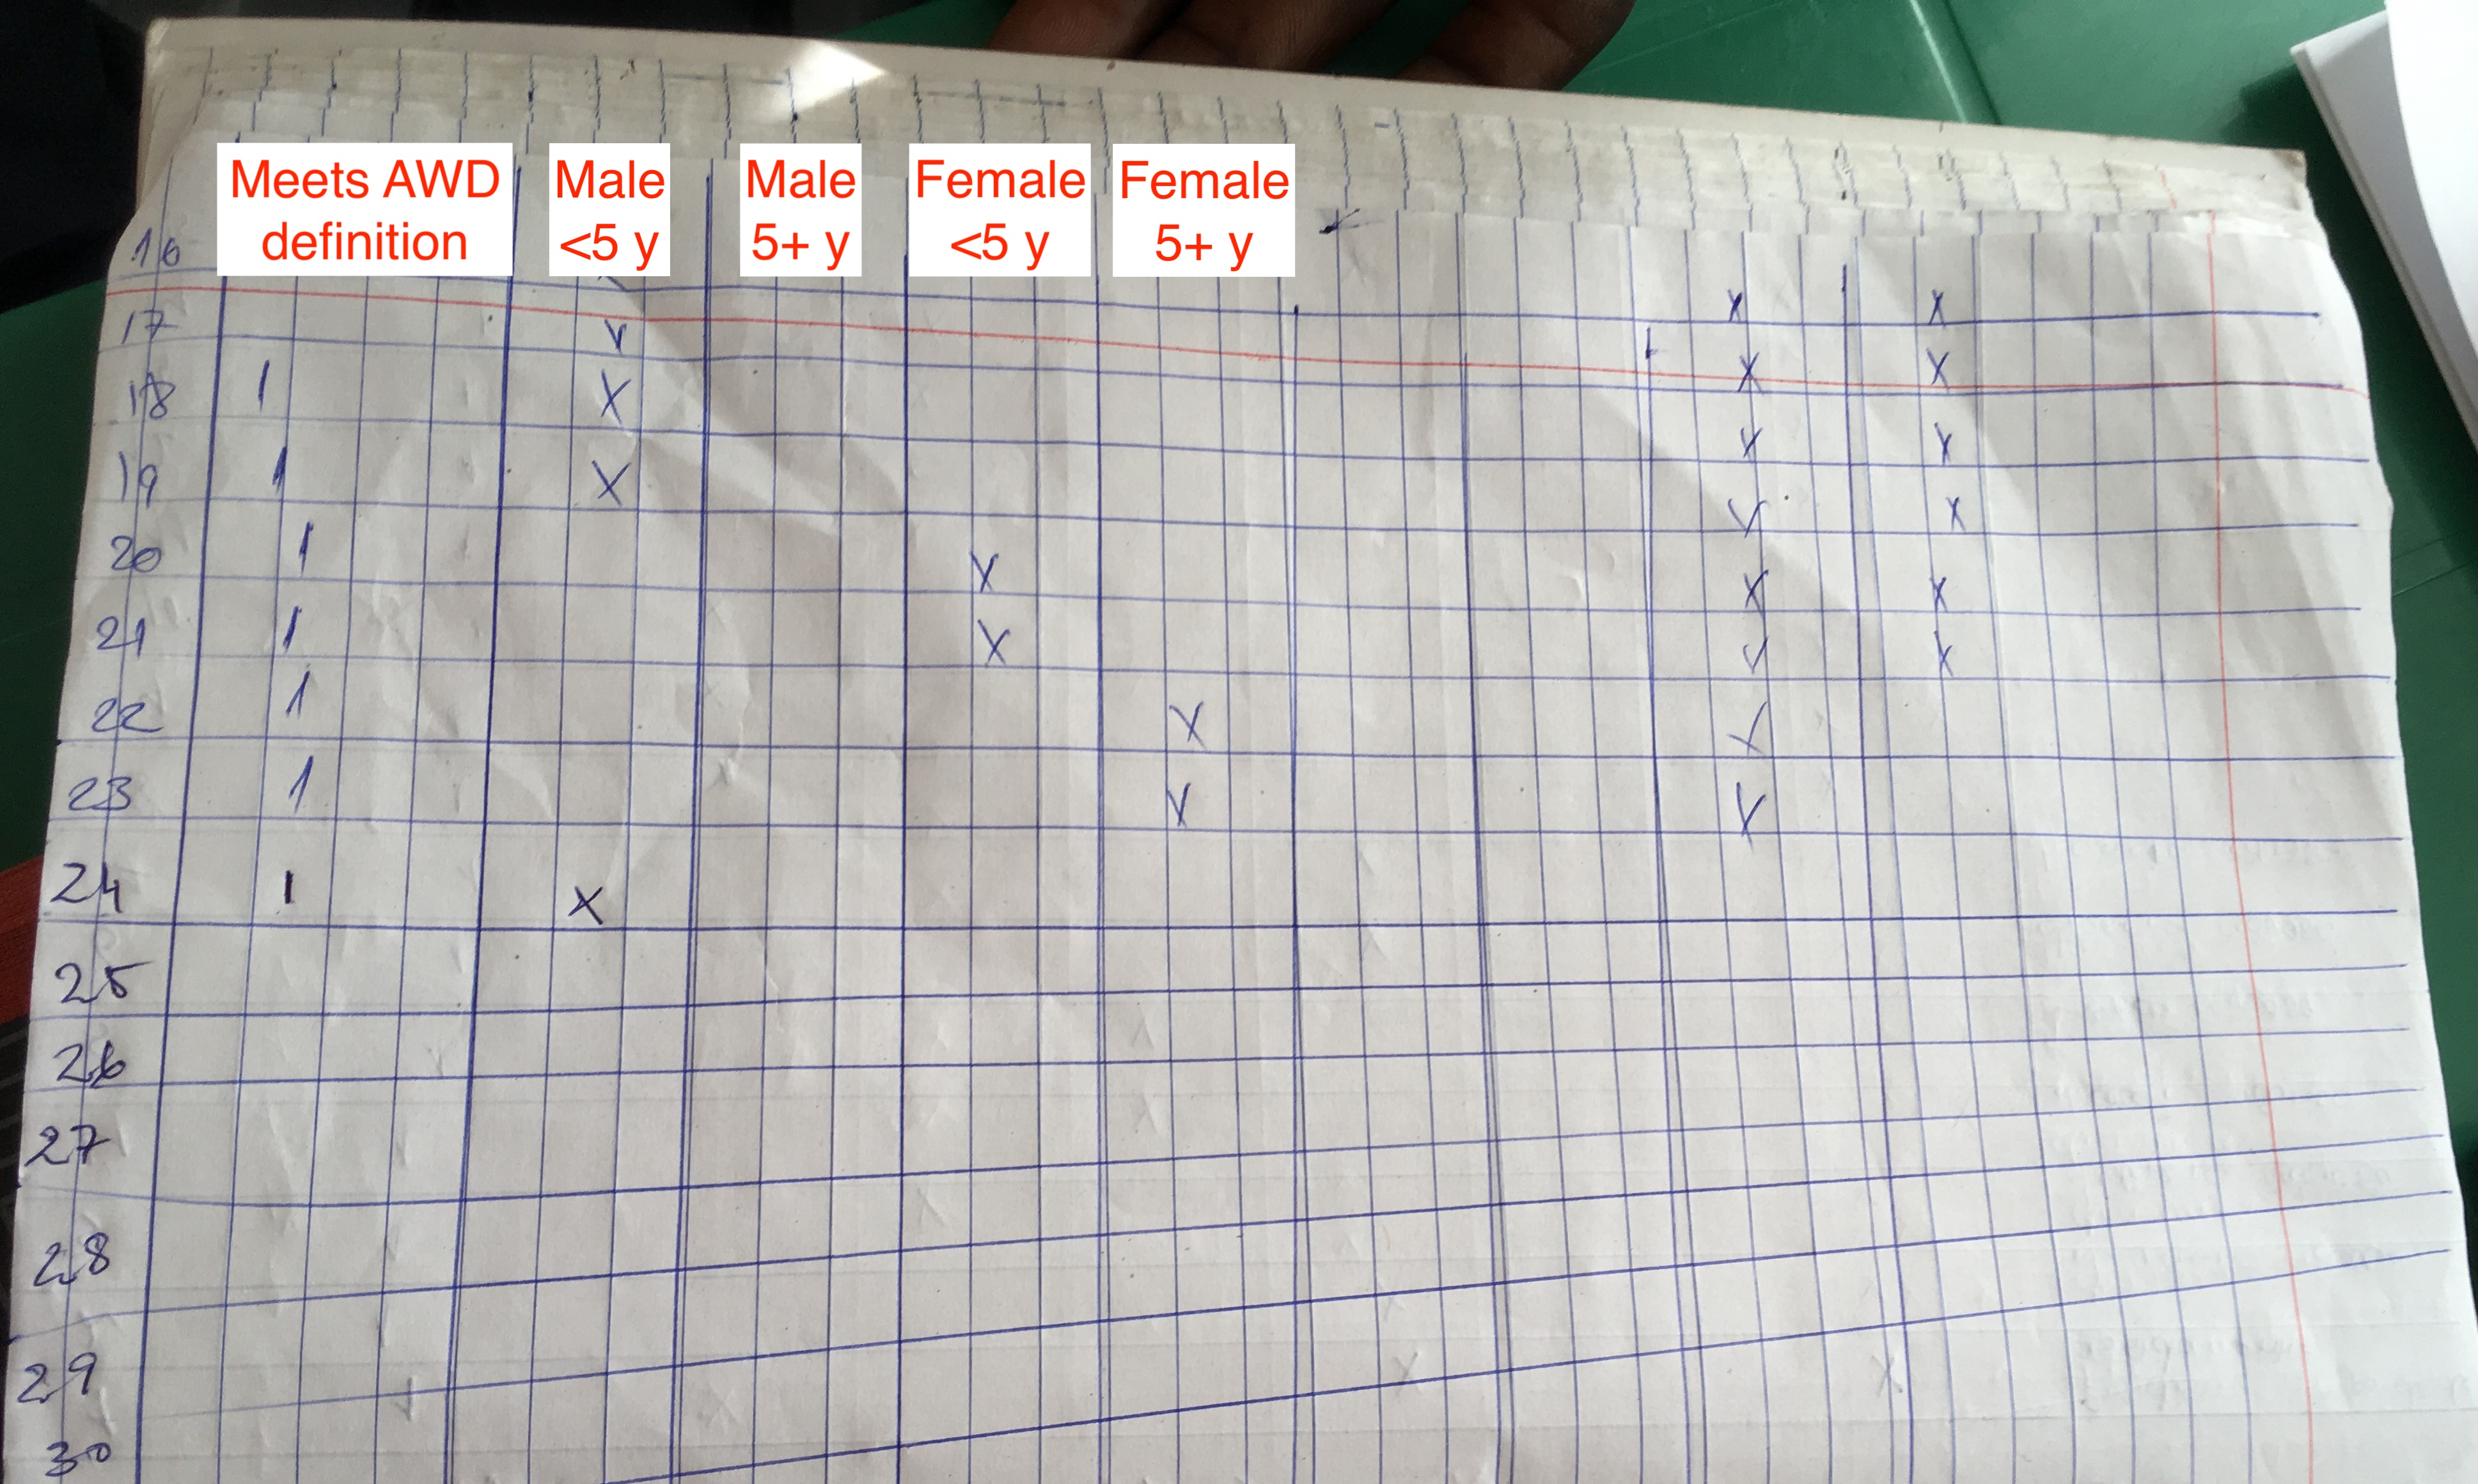 Meets AWD definition Male <5 y Male 5+ y Female <5 y Female 5+ y
16
x x
17 v x x
18 1 X x x
19 1 X v x
20 1 X x x
21 1 X v x
22 1 X v
23 1 v v
24 1 X
25
26
27
28
29
30